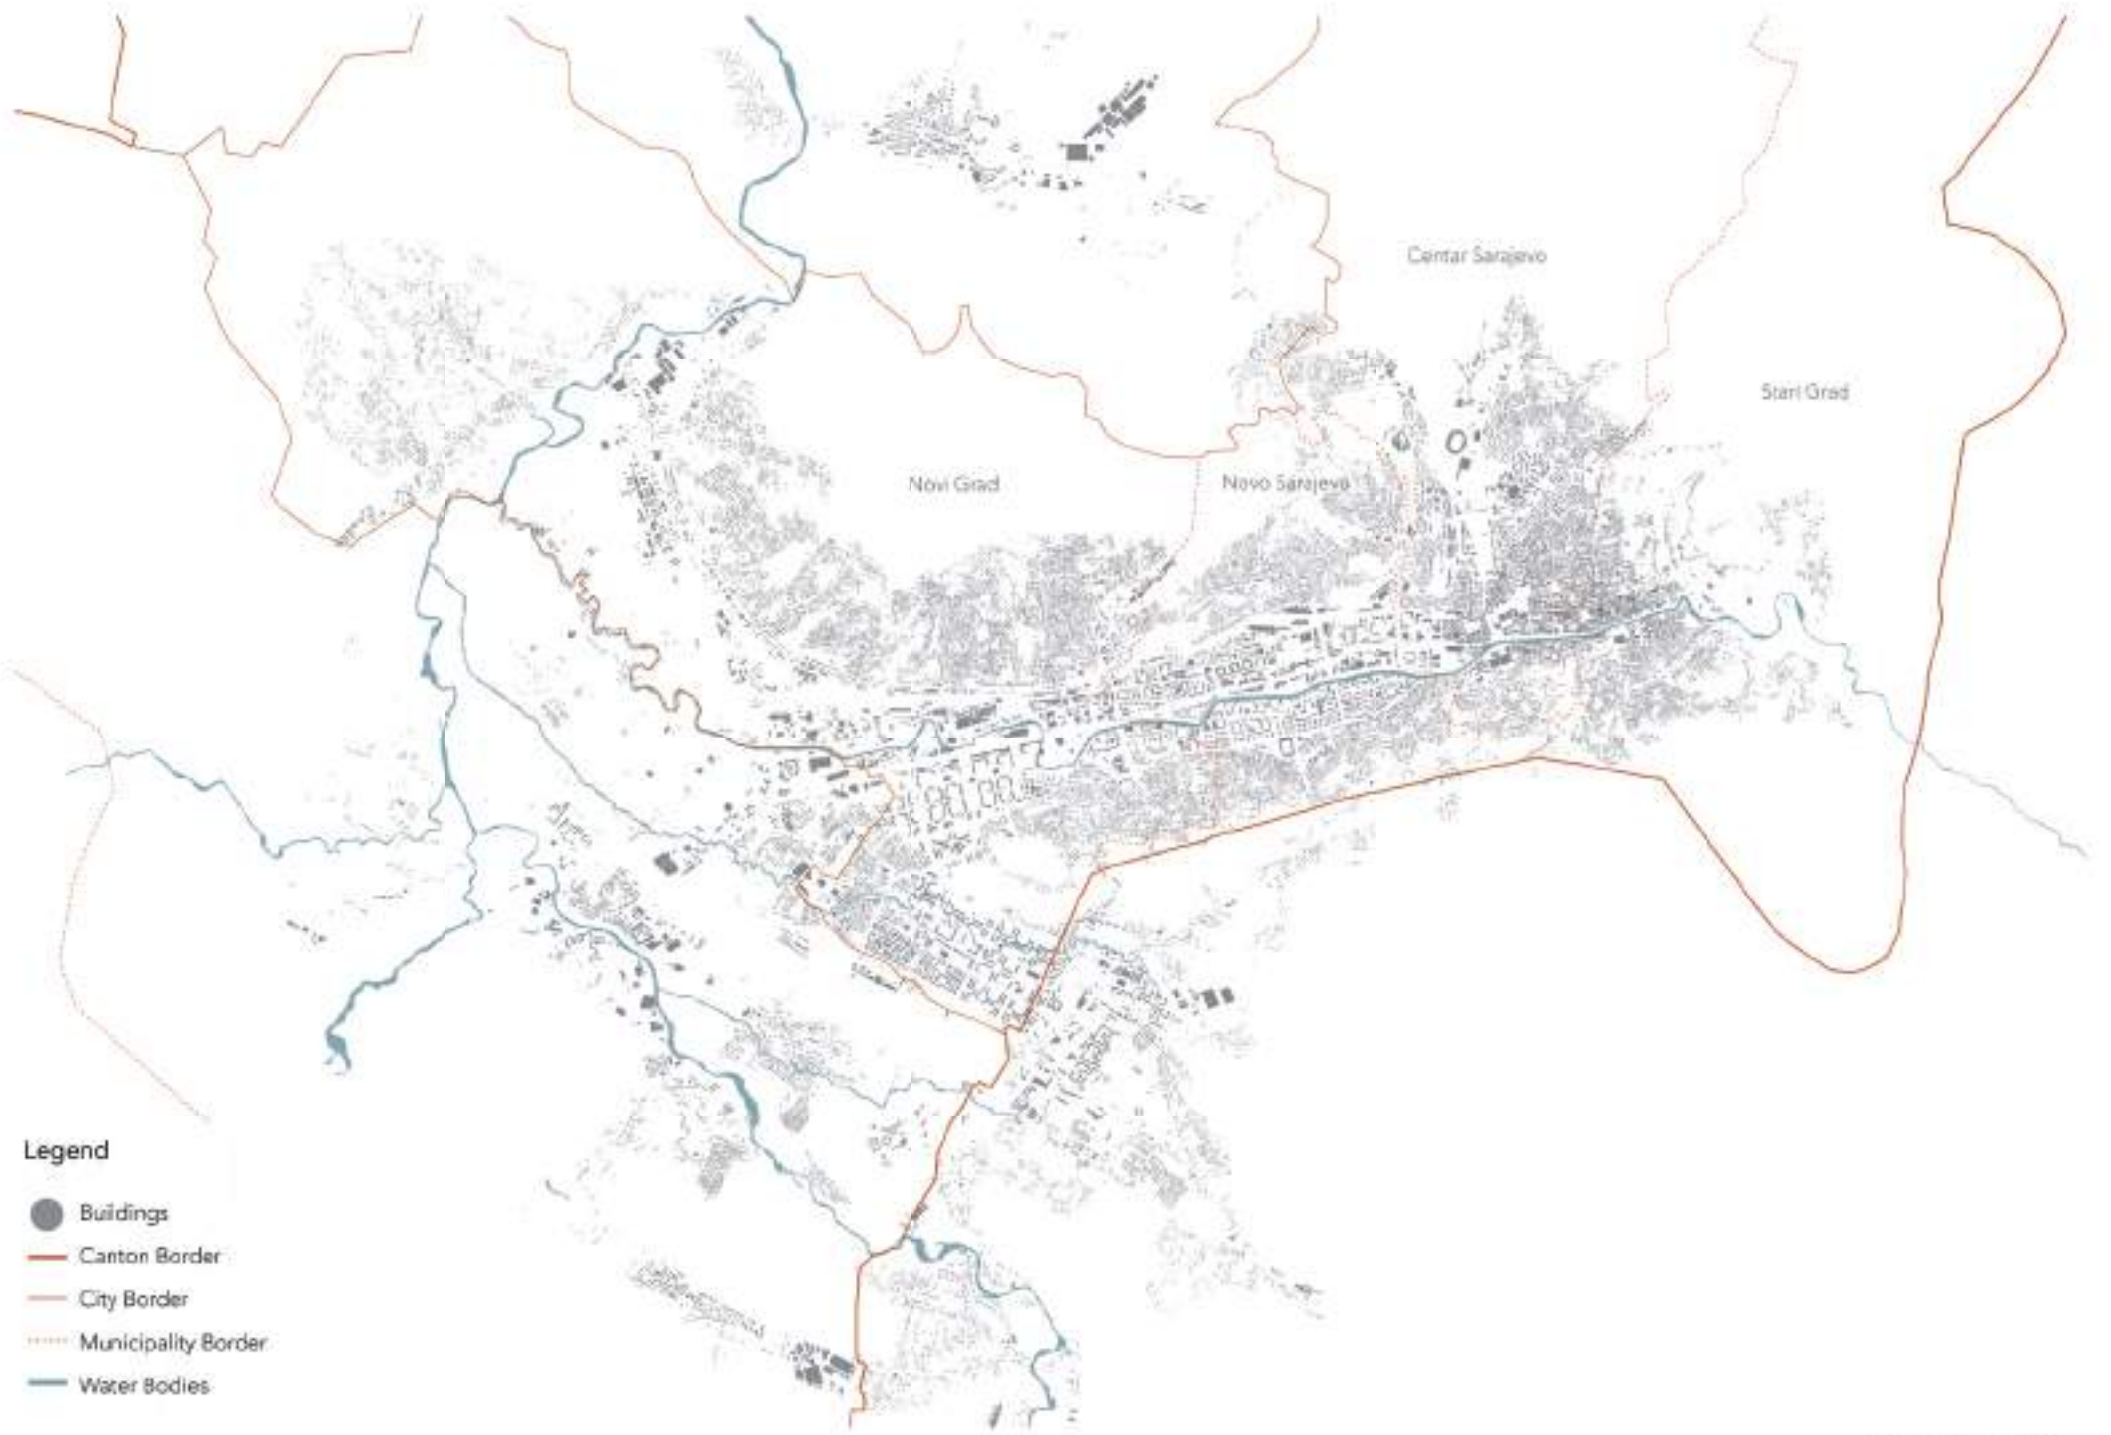 Centar Sarajevo
Stari Grad
Novi Grad
Novo Sarajevo
Legend
Buildings
Canton Border
City Border
Municipality Border
Water Bodies